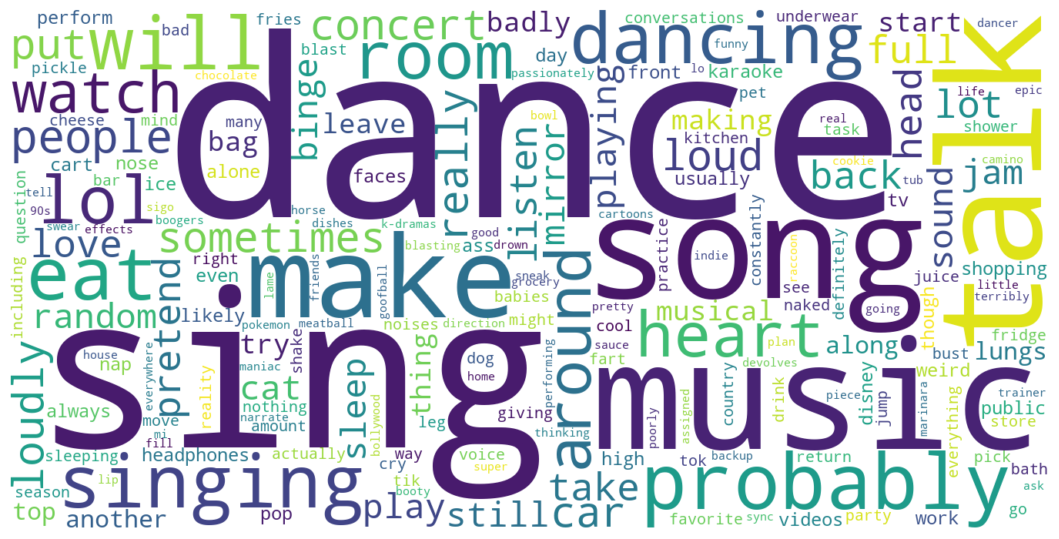 perform bad fries concert badly conversations underwear start dancer
put will room dancing full talk
pickle chocolate blast passionately funny lo karaoke front life epic
watch dance binge really day pet head lot
cheese mind many leave listen mirror playing making kitchen real task shower
people bag alone faces loud usually back cookie jam
cart nose bar ice tv tub camino
question tell lol 90s sigo boogers horse dishes k-dramas good cartoons practice constantly sound
swear effects blasting drown song indie raccoon
love sometimes ass sneak grocery see definitely juice shopping
including right even friends goofball pretty naked going little terribly
eat make lame babies around cool musical though fridge
random likely pokemon meatball direction might sauce heart plan along bust lungs
pretend try shake noises performing fart devolves weird
house maniac dog home thing country drink disney jump trainer
loudly nap everywhere reality cat nothing sleep leg giving music piece marinara public
always sing narrate bollywood thinking poorly assigned store
move mi amount way voice everything
sleeping fill headphones actually cry super high tok backup return pick bath
season lip singing tik booty take probably ask
top another pop play still car favorite sync videos party work go